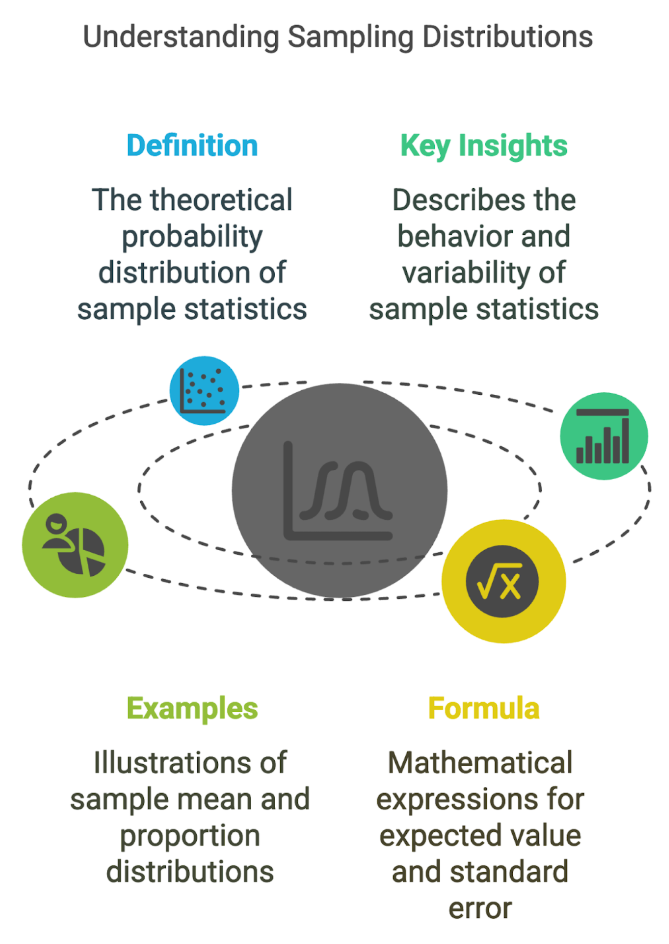 Understanding Sampling Distributions
Definition
The theoretical
probability
distribution of
sample statistics
Key Insights
Describes the
behavior and
variability of
sample statistics
√x
Examples
Illustrations of
sample mean and
proportion
distributions
Formula
Mathematical
expressions for
expected value
and standard
error